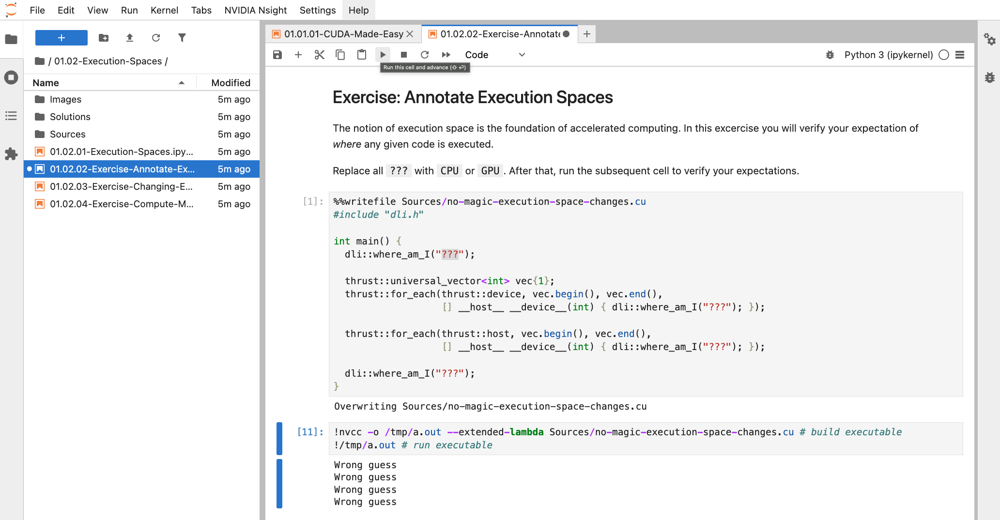 File Edit View Run Kernel Tabs NVIDIA Nsight Settings Help
/ 01.02-Execution-Spaces /
Name Modified
Images 5m ago
Solutions 5m ago
Sources 5m ago
01.02.01-Execution-Spaces.ipy... 5m ago
01.02.02-Exercise-Annotate-Ex... 5m ago
01.02.03-Exercise-Changing-E... 5m ago
01.02.04-Exercise-Compute-M... 5m ago
01.01.01-CUDA-Made-Easy. 01.02.02-Exercise-Annotate
Code Python 3 (ipykernel)
Run this cell and advance (⇧ ⏎)
Exercise: Annotate Execution Spaces
The notion of execution space is the foundation of accelerated computing. In this excercise you will verify your expectation of
where any given code is executed.
Replace all ??? with CPU or GPU. After that, run the subsequent cell to verify your expectations.
[1]: %%writefile Sources/no-magic-execution-space-changes.cu
#include "dli.h"
int main() {
dli::where_am_I("???");
thrust::universal_vector<int> vec{1};
thrust::for_each(thrust::device, vec.begin(), vec.end(),
[] __host__ __device__(int) { dli::where_am_I("???"); });
thrust::for_each(thrust::host, vec.begin(), vec.end(),
[] __host__ __device__(int) { dli::where_am_I("???"); });
dli::where_am_I("???");
}
Overwriting Sources/no-magic-execution-space-changes.cu
[11]: !nvcc -o /tmp/a.out --extended-lambda Sources/no-magic-execution-space-changes.cu # build executable
!/tmp/a.out # run executable
Wrong guess
Wrong guess
Wrong guess
Wrong guess